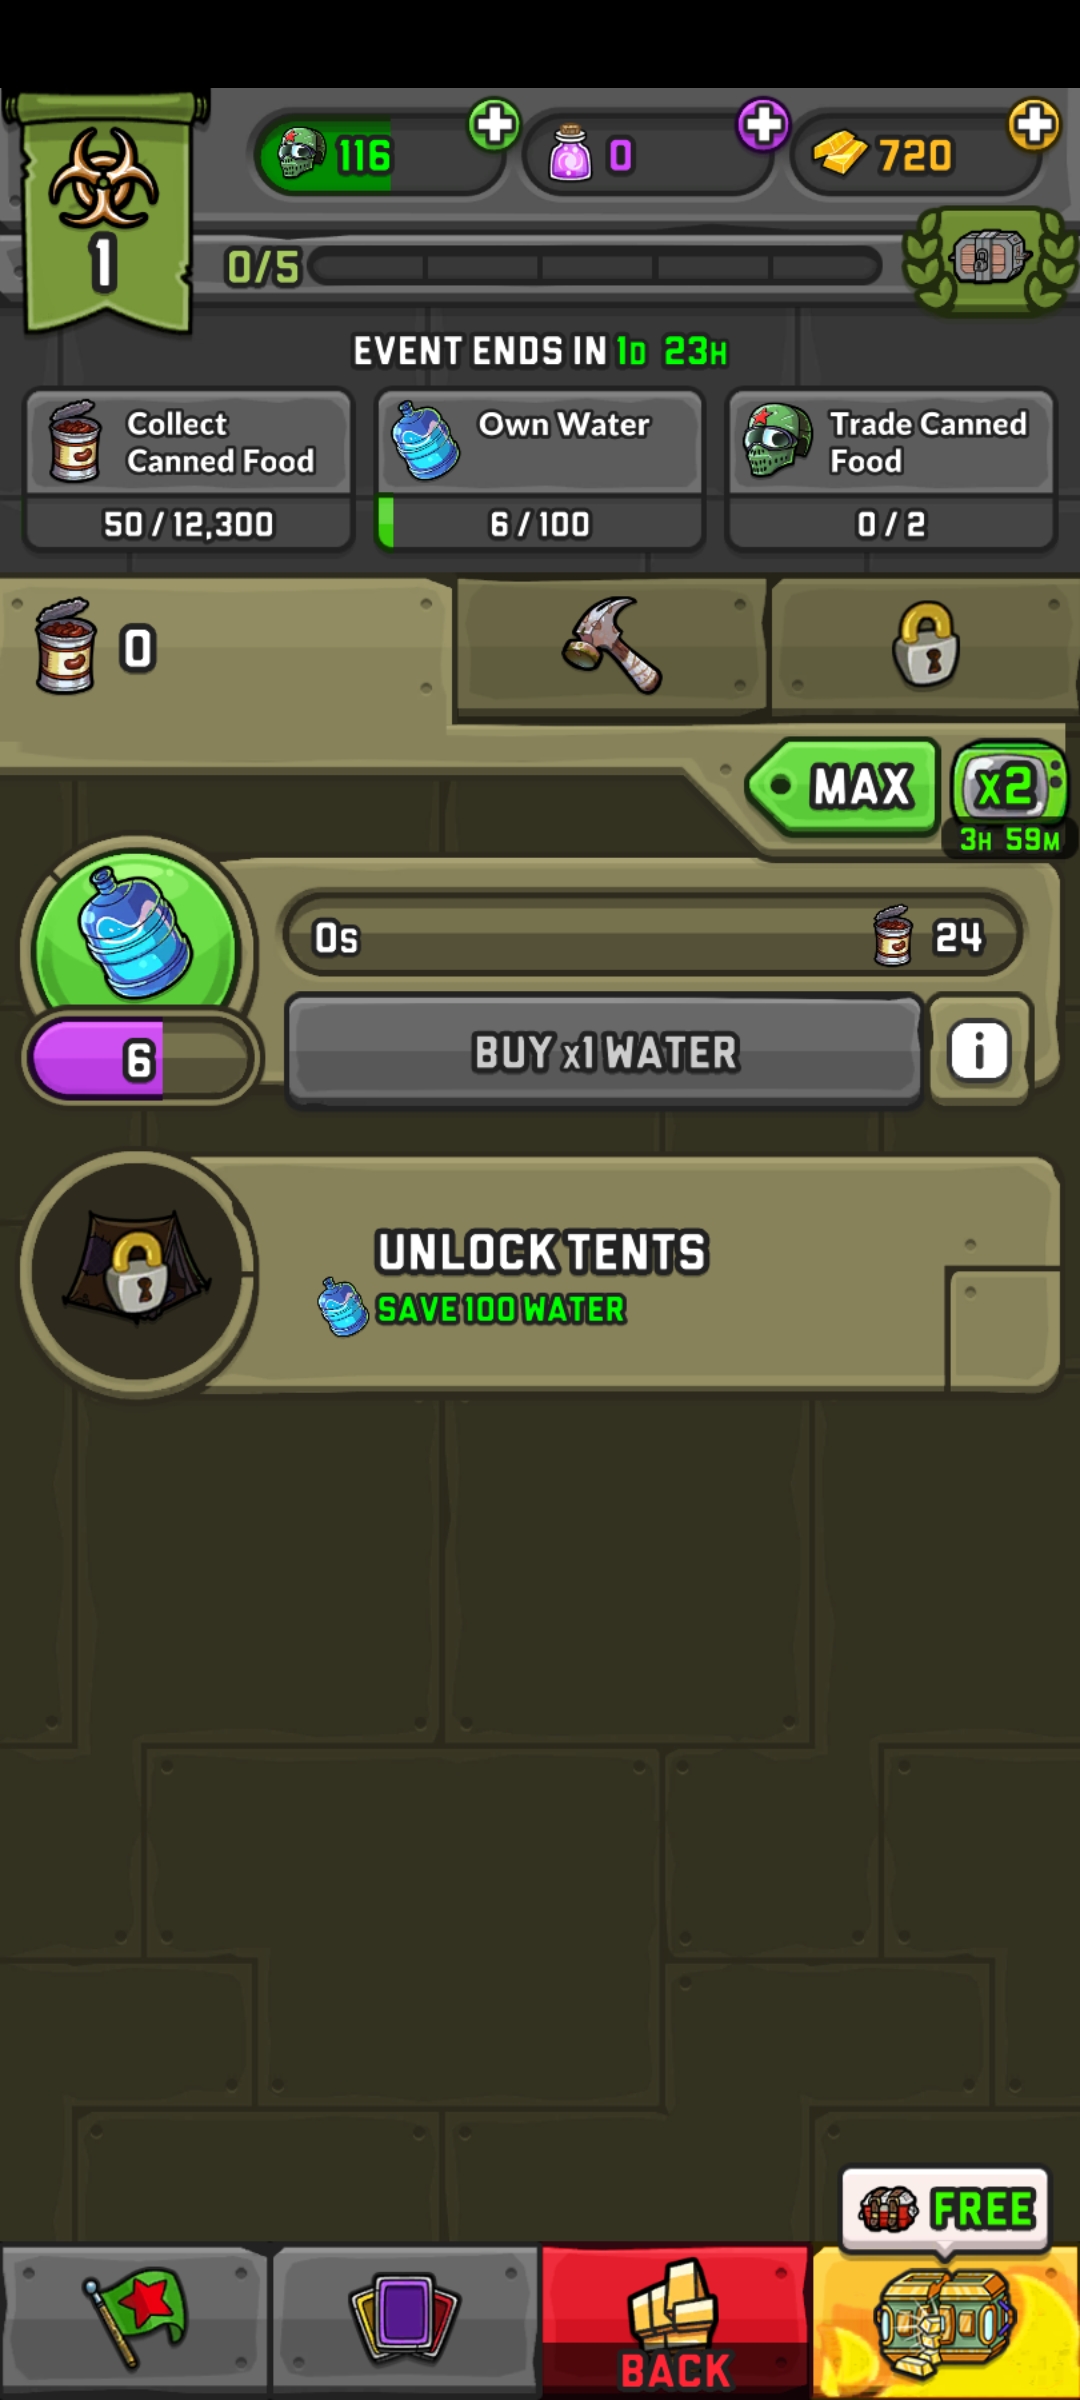 116
0
720
1
0/5
EVENT ENDS IN 1D 23H
Collect
Canned Food
50 / 12,300
Own Water
6 / 100
Trade Canned
Food
0 / 2
0
MAX
x2
3H 59M
0s
24
6
BUY x1 WATER
i
UNLOCK TENTS
SAVE 100 WATER
FREE
BACK